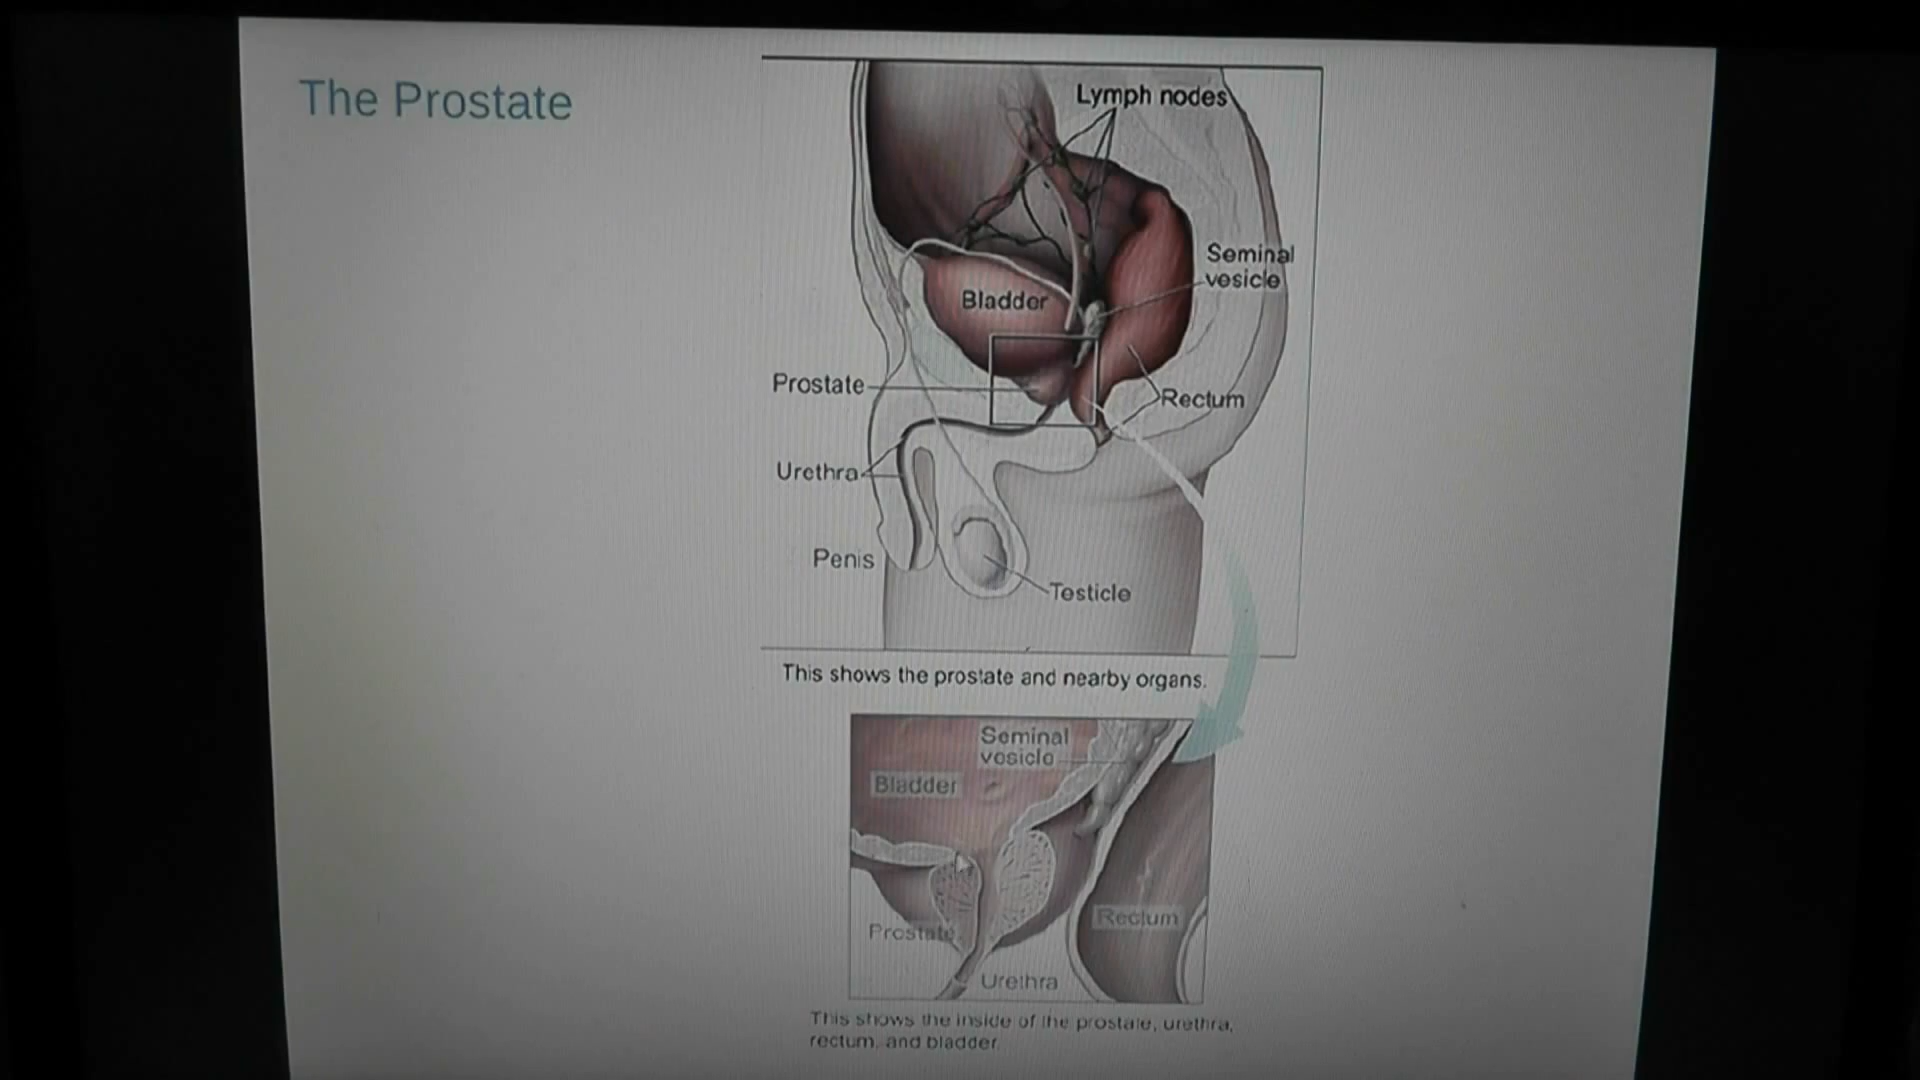 The Prostate
Lymph nodes
Seminal
vesicle
Bladder
Prostate
Rectum
Urethra
Penis
Testicle
This shows the prostate and nearby organs.
Seminal
vesicle
Bladder
Rectum
Prostate
Urethra
This shows the inside of the prostate, urethra,
rectum, and bladder.